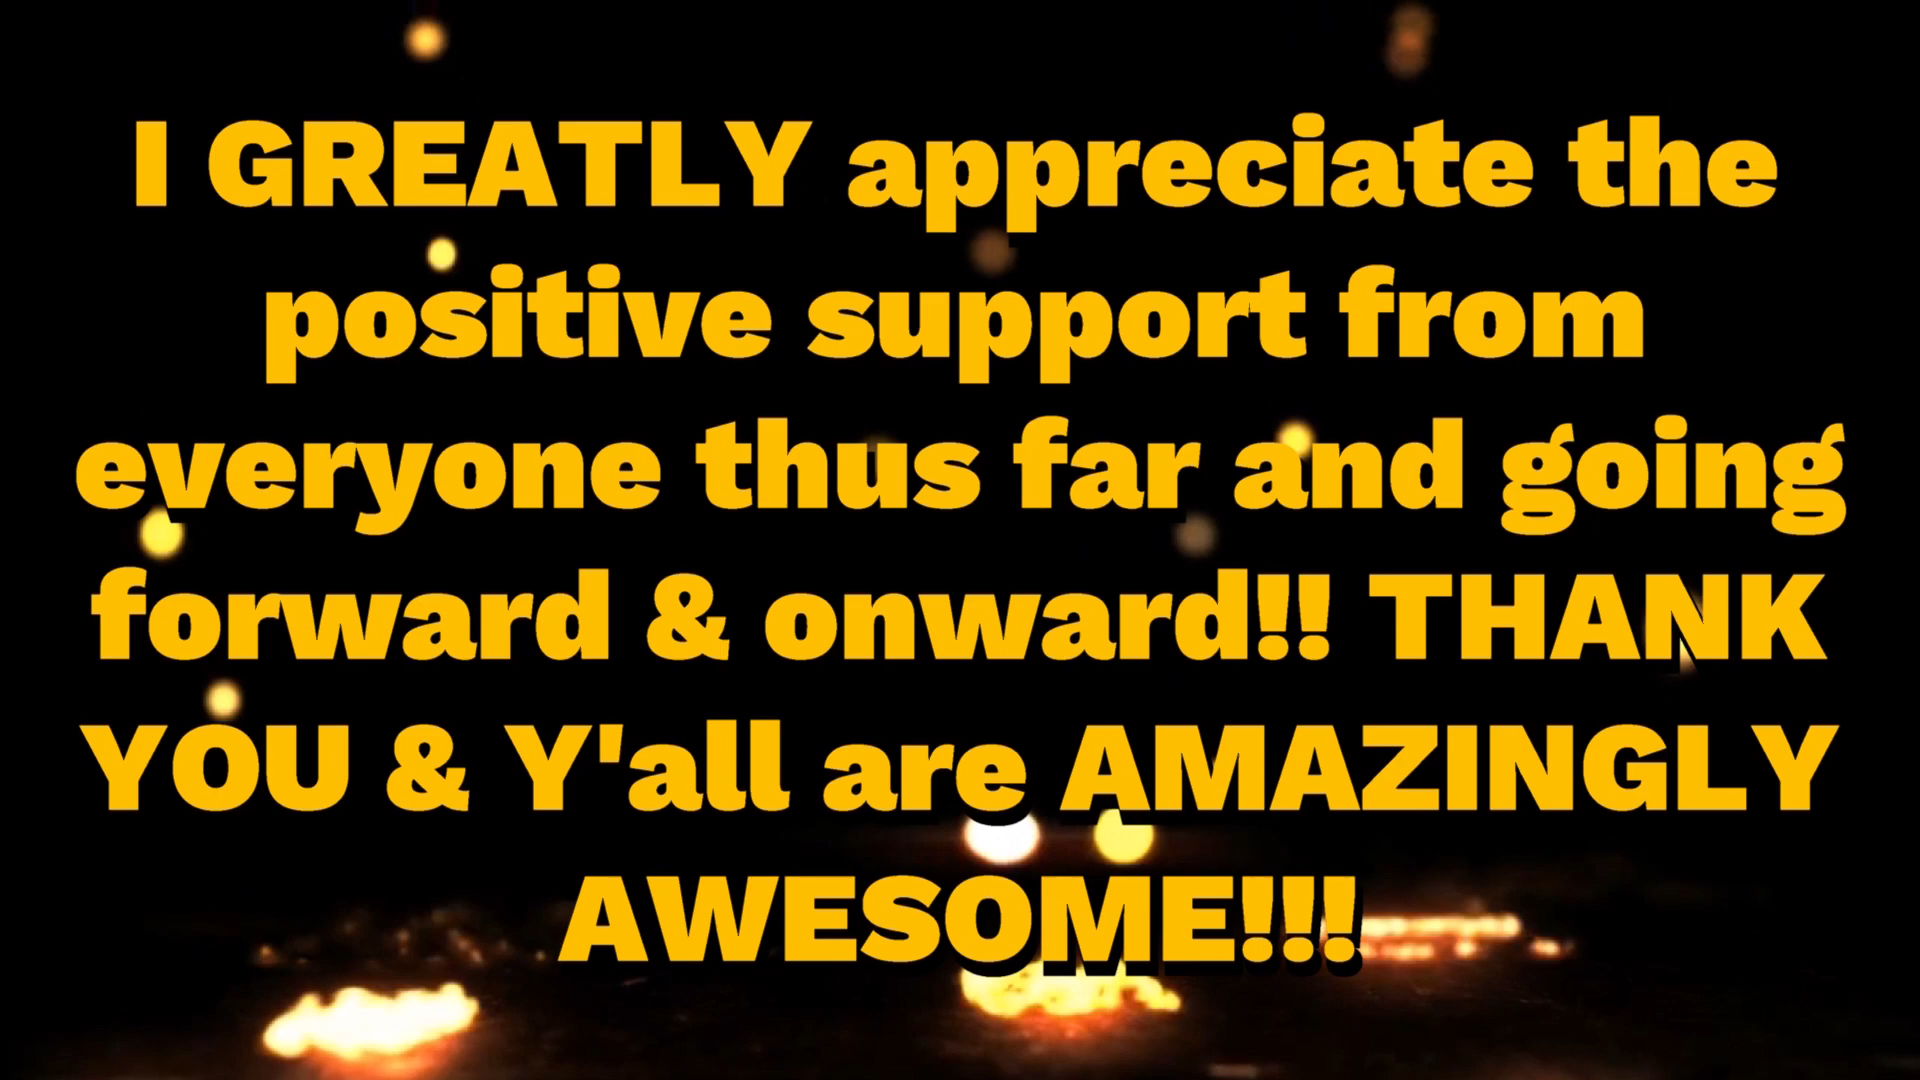 I GREATLY appreciate the
positive support from
everyone thus far and going
forward & onward!! THANK
YOU & Y'all are AMAZINGLY
AWESOME!!!